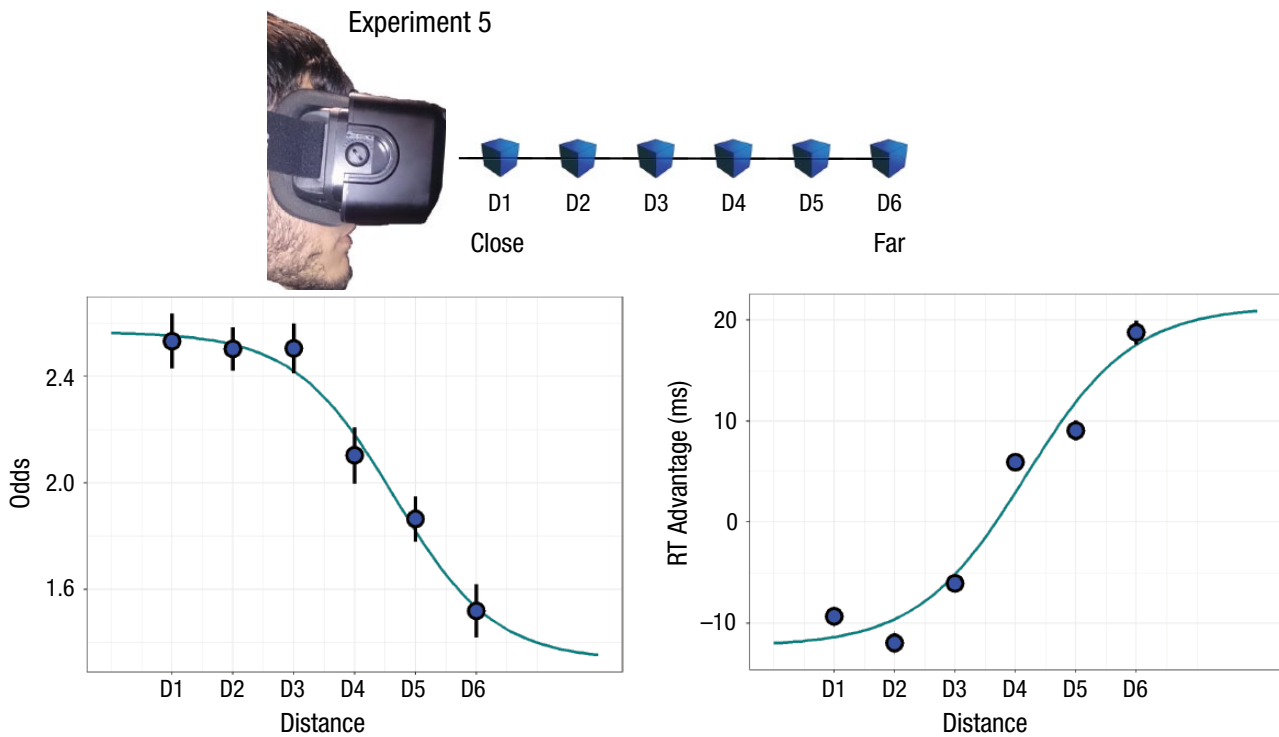 Experiment 5
D1 D2 D3 D4 D5 D6
Close Far
Odds
2.4
2.0
1.6
D1 D2 D3 D4 D5 D6
Distance
RT Advantage (ms)
20
10
0
−10
D1 D2 D3 D4 D5 D6
Distance